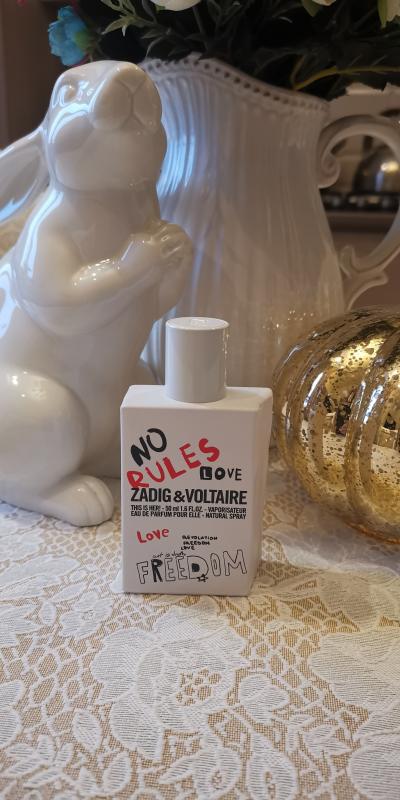 NO
RULES LOVE
ZADIG & VOLTAIRE
THIS IS HER! - 50 ml 1.6 FL.OZ. - VAPORISATEUR
EAU DE PARFUM POUR ELLE - NATURAL SPRAY
Love REVOLUTION
FREEDOM
LOVE
FREEDOM